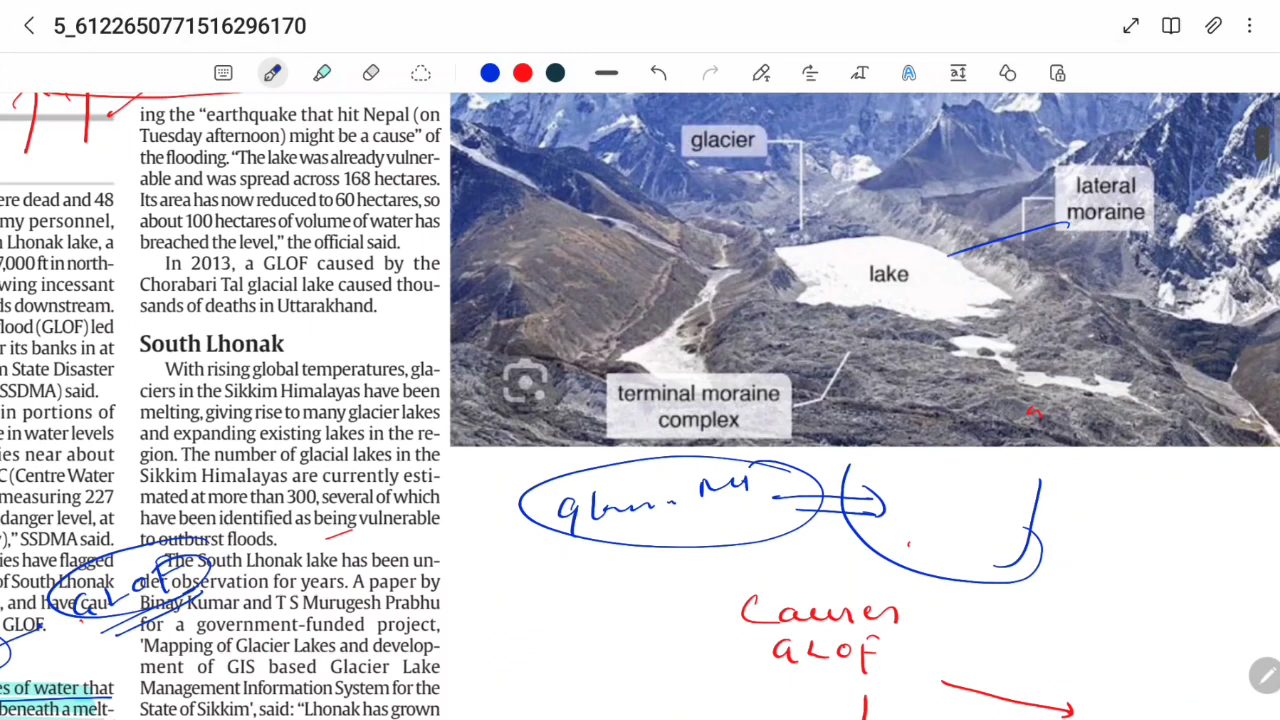 5_6122650771516296170
ere dead and 48
my personnel,
n Lhonak lake, a
7,000 ft in north-
wing incessant
ds downstream.
flood (GLOF) led
r its banks in at
m State Disaster
SSDMA) said.
in portions of
e in water levels
ies near about
C (Centre Water
measuring 227
danger level, at
y)," SSDMA said.
ies have flagged
of South Lhonak
, and have cau-
GLOF.
es of water that
beneath a melt-
ing the "earthquake that hit Nepal (on
Tuesday afternoon) might be a cause" of
the flooding. "The lake was already vulner-
able and was spread across 168 hectares.
Its area has now reduced to 60 hectares, so
about 100 hectares of volume of water has
breached the level," the official said.
In 2013, a GLOF caused by the
Chorabari Tal glacial lake caused thou-
sands of deaths in Uttarakhand.
South Lhonak
With rising global temperatures, gla-
ciers in the Sikkim Himalayas have been
melting, giving rise to many glacier lakes
and expanding existing lakes in the re-
gion. The number of glacial lakes in the
Sikkim Himalayas are currently esti-
mated at more than 300, several of which
have been identified as being vulnerable
to outburst floods.
The South Lhonak lake has been un-
der observation for years. A paper by
Binay Kumar and T S Murugesh Prabhu
for a government-funded project,
'Mapping of Glacier Lakes and develop-
ment of GIS based Glacier Lake
Management Information System for the
State of Sikkim', said: "Lhonak has grown
GLOF
glacier
lateral
moraine
lake
terminal moraine
complex
Causes
GLOF